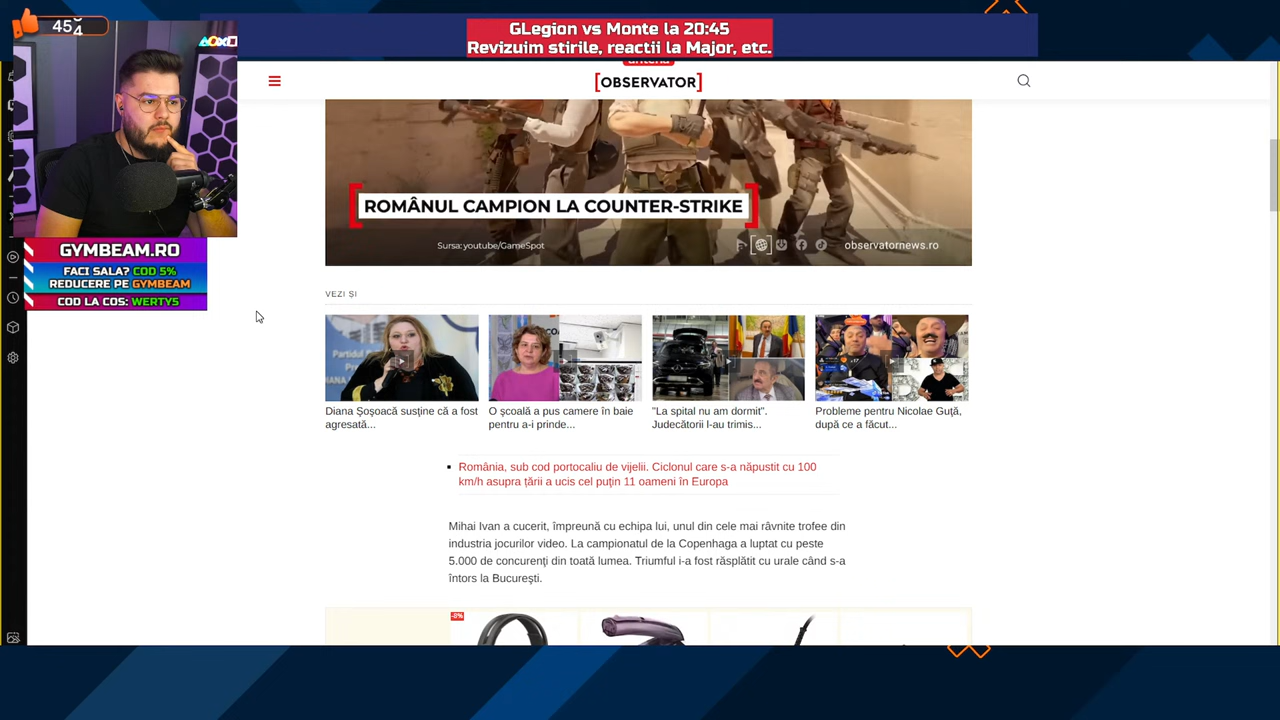 454
GLegion vs Monte la 20:45
Revizuim stirile, reactii la Major, etc.
antena
[OBSERVATOR]
ROMÂNUL CAMPION LA COUNTER-STRIKE
Sursa: youtube/GameSpot
observatornews.ro
GYMBEAM.RO
FACI SALA? COD 5%
REDUCERE PE GYMBEAM
COD LA COS: WERTY5
VEZI ŞI
Diana Şoşoacă susţine că a fost
agresată...
O şcoală a pus camere în baie
pentru a-i prinde...
"La spital nu am dormit".
Judecătorii l-au trimis...
Probleme pentru Nicolae Guţă,
după ce a făcut...
România, sub cod portocaliu de vijelii. Ciclonul care s-a năpustit cu 100
km/h asupra ţării a ucis cel puţin 11 oameni în Europa
Mihai Ivan a cucerit, împreună cu echipa lui, unul din cele mai râvnite trofee din
industria jocurilor video. La campionatul de la Copenhaga a luptat cu peste
5.000 de concurenţi din toată lumea. Triumful i-a fost răsplătit cu urale când s-a
întors la Bucureşti.
-8%